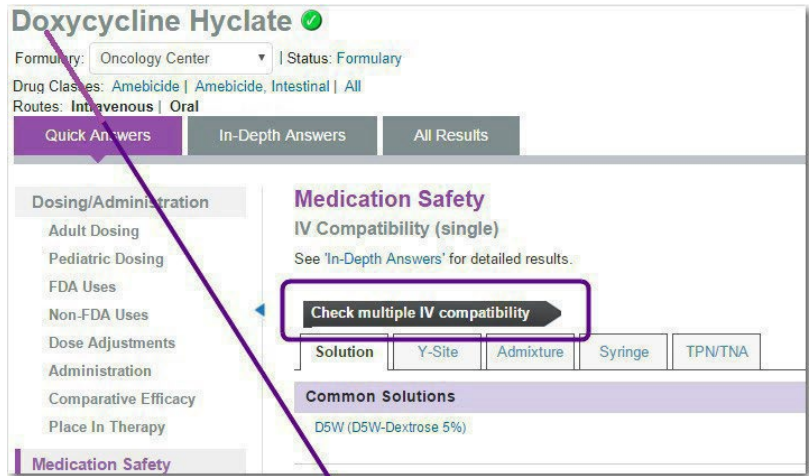 Doxycycline Hyclate
Formulary: Oncology Center | Status: Formulary
Drug Classes: Amebicide | Amebicide, Intestinal | All
Routes: Intravenous | Oral
Quick Answers In-Depth Answers All Results
Dosing/Administration
Adult Dosing
Pediatric Dosing
FDA Uses
Non-FDA Uses
Dose Adjustments
Administration
Comparative Efficacy
Place In Therapy
Medication Safety
Medication Safety
IV Compatibility (single)
See 'In-Depth Answers' for detailed results.
Check multiple IV compatibility
Solution Y-Site Admixture Syringe TPN/TNA
Common Solutions
D5W (D5W-Dextrose 5%)